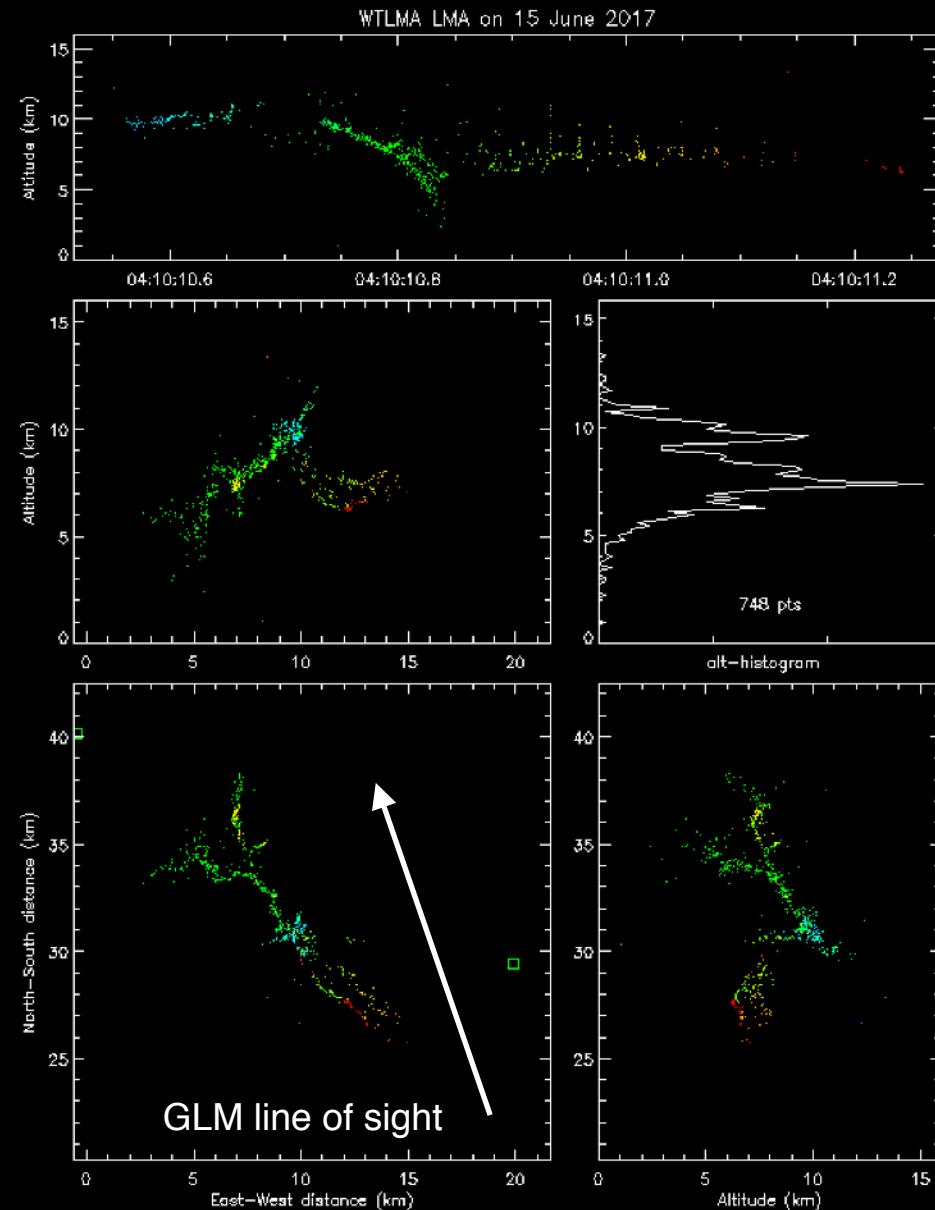 WTLMA LMA on 15 June 2017
15
10
5
0
Altitude (km)
04:10:10.6 04:10:10.8 04:10:11.0 04:10:11.2
15
10
5
0
Altitude (km)
0 5 10 15 20
15
10
5
0
748 pts
alt-histogram
40
35
30
25
North-South distance (km)
GLM line of sight
0 5 10 15 20
East-West distance (km)
40
35
30
25
0 5 10 15
Altitude (km)